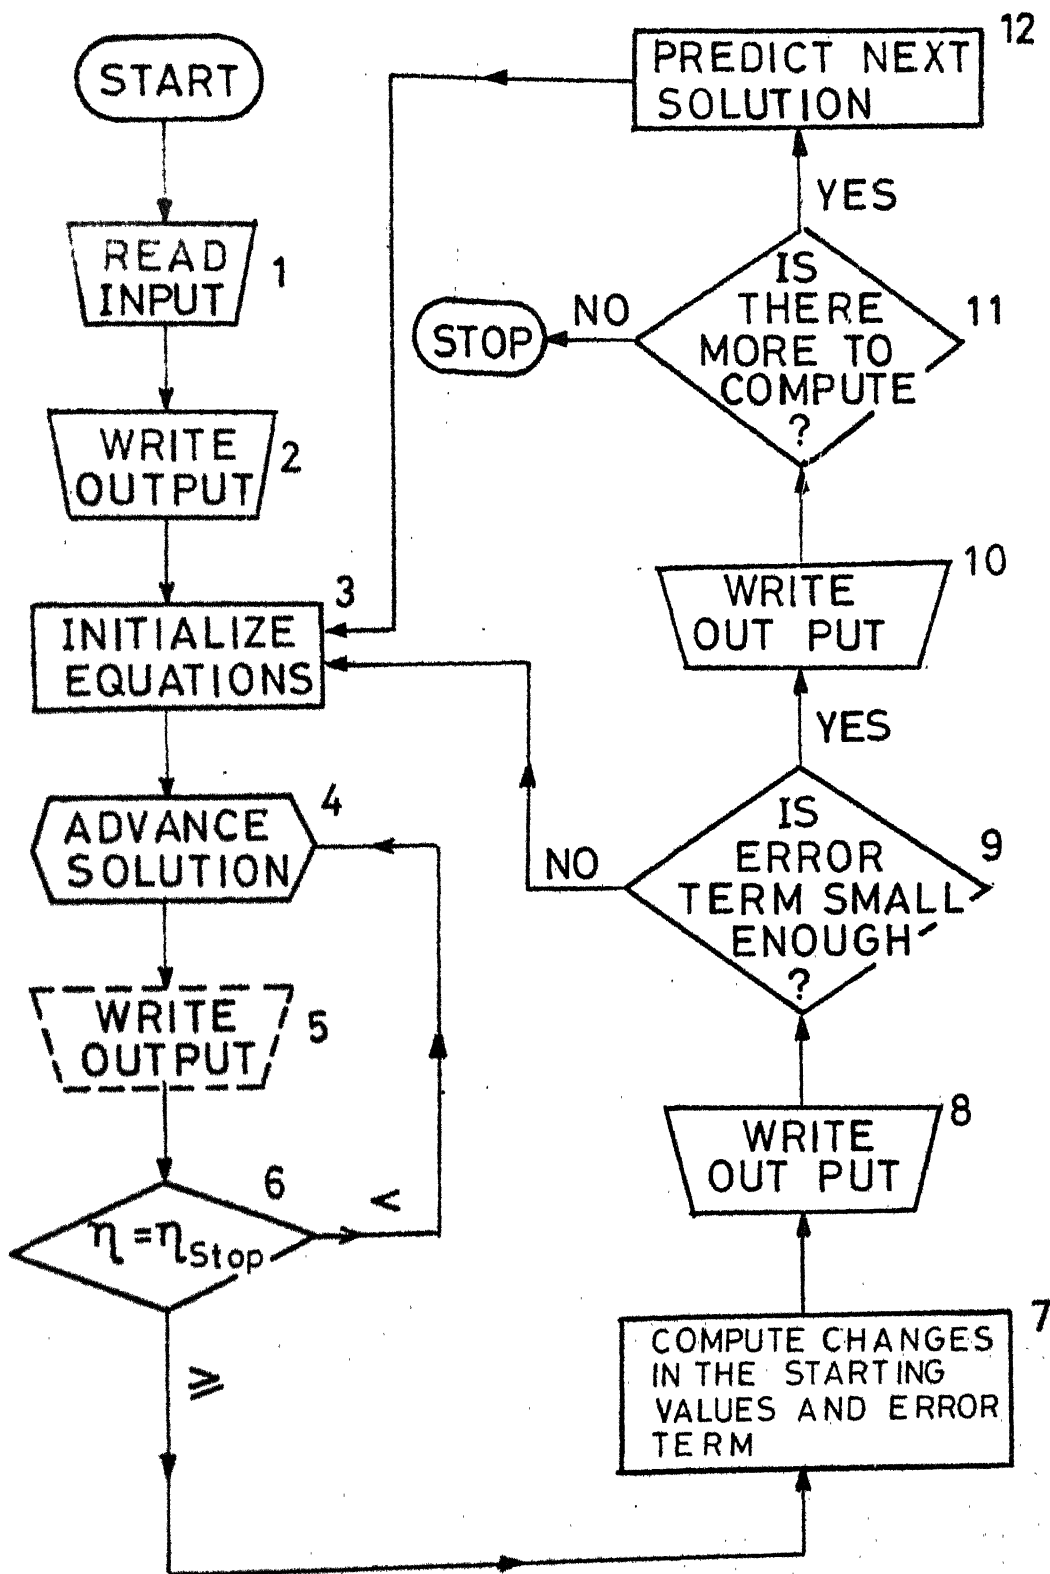 START
READ
INPUT
1
WRITE
OUTPUT
2
INITIALIZE
EQUATIONS
3
ADVANCE
SOLUTION
4
WRITE
OUTPUT
5
η = ηStop
6
<
≥
COMPUTE CHANGES
IN THE STARTING
VALUES AND ERROR
TERM
7
WRITE
OUT PUT
8
IS
ERROR
TERM SMALL
ENOUGH
?
9
NO
YES
WRITE
OUT PUT
10
IS
THERE
MORE TO
COMPUTE
?
11
NO
STOP
YES
PREDICT NEXT
SOLUTION
12